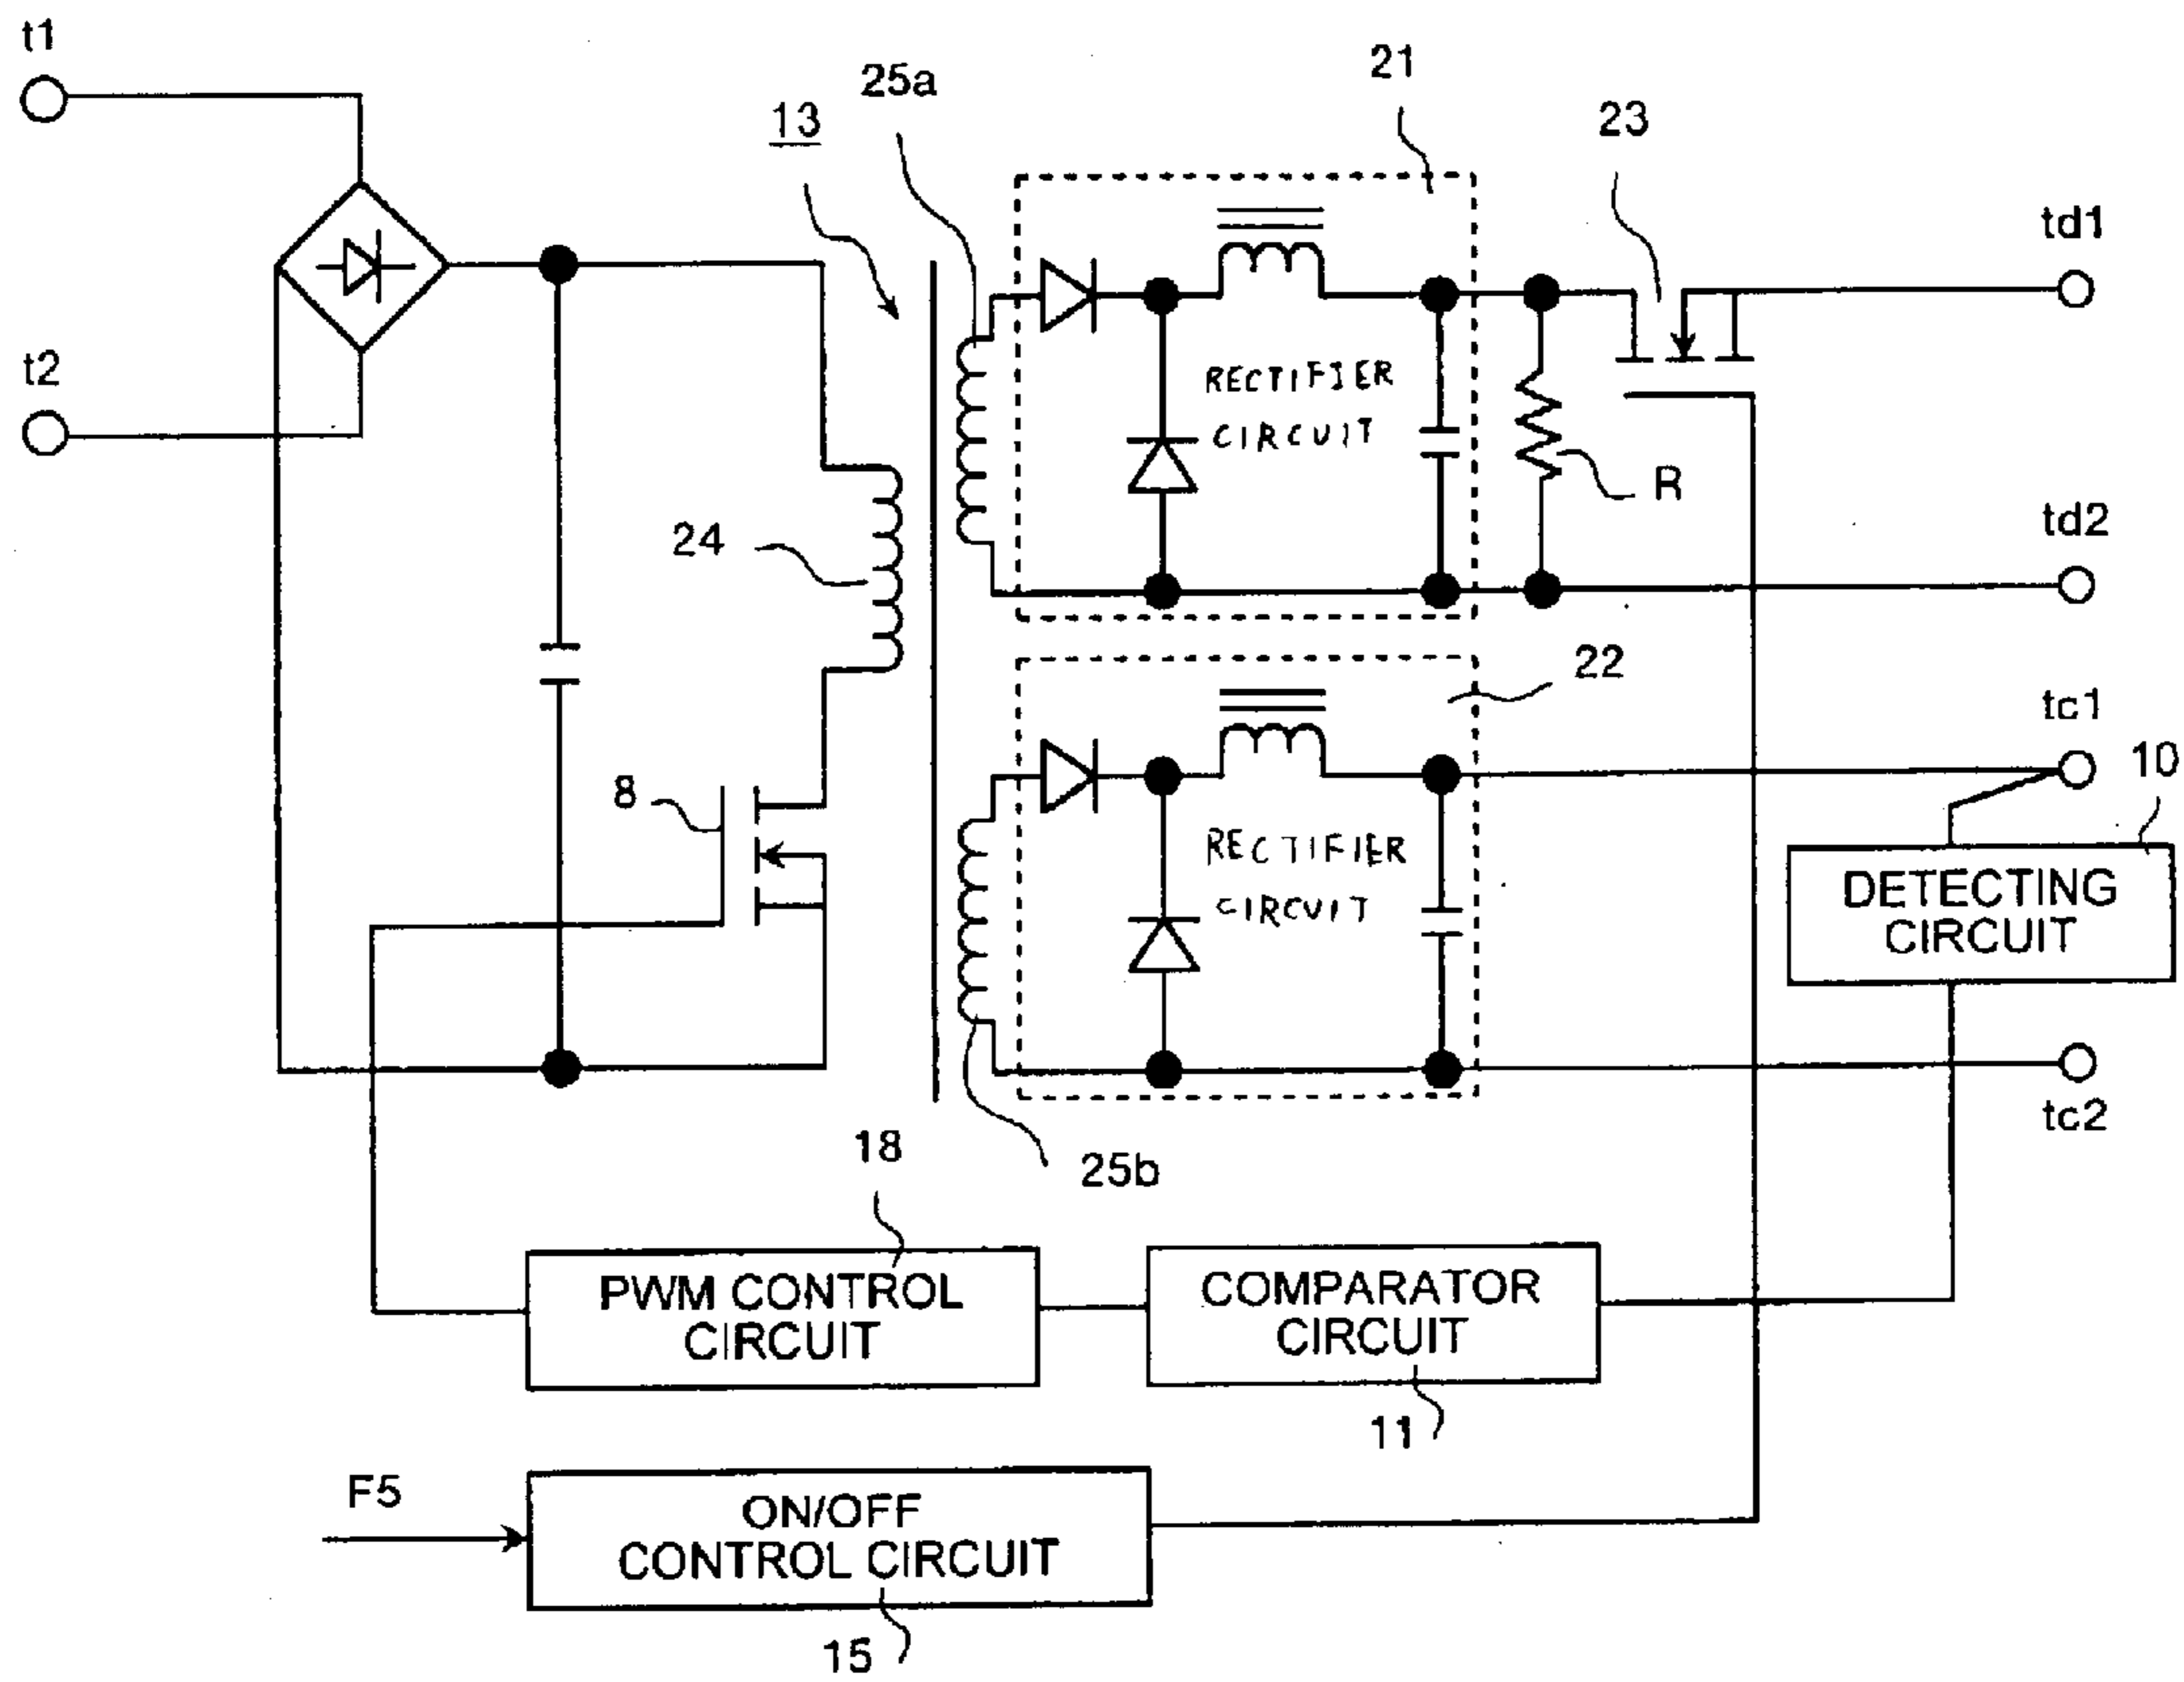 t1
t2
13
25a
21
23
td1
td2
RECTIFIER
CIRCUIT
R
24
22
tc1
10
8
RECTIFIER
CIRCUIT
DETECTING
CIRCUIT
tc2
25b
18
PWM CONTROL
CIRCUIT
COMPARATOR
CIRCUIT
11
F5
ON/OFF
CONTROL CIRCUIT
15